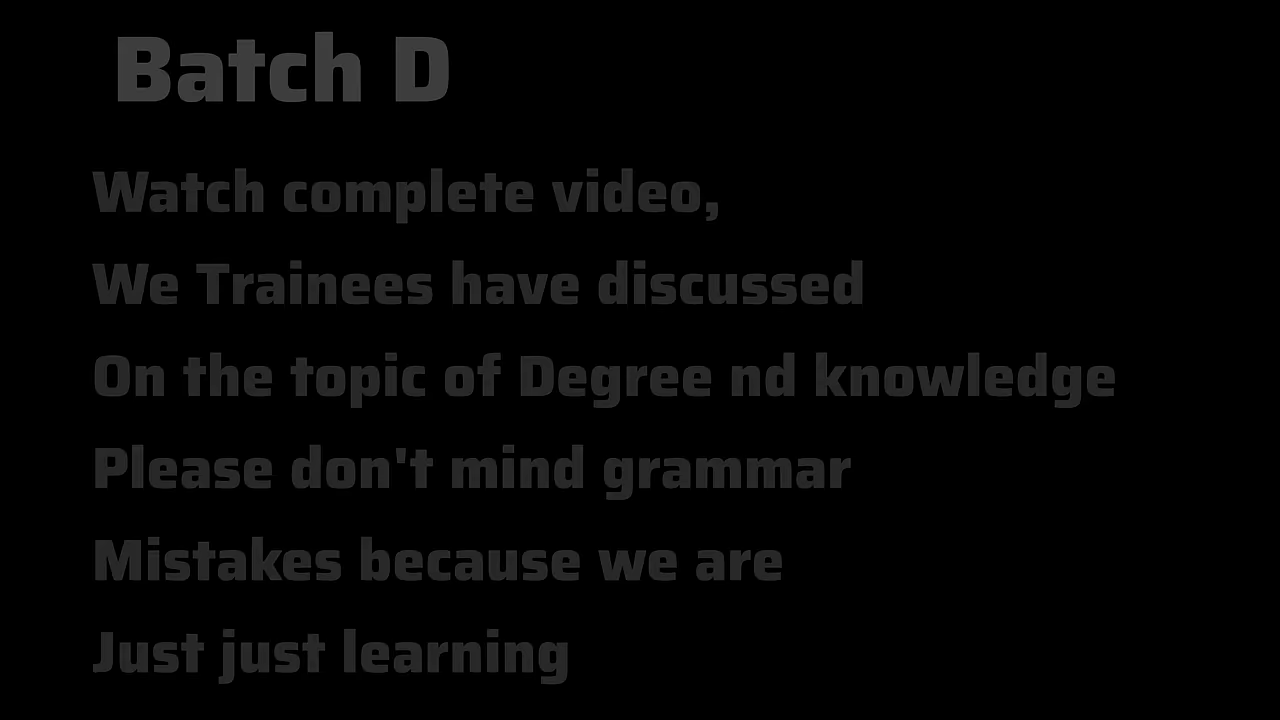 Batch D
Watch complete video,
We Trainees have discussed
On the topic of Degree nd knowledge
Please don't mind grammar
Mistakes because we are
Just just learning